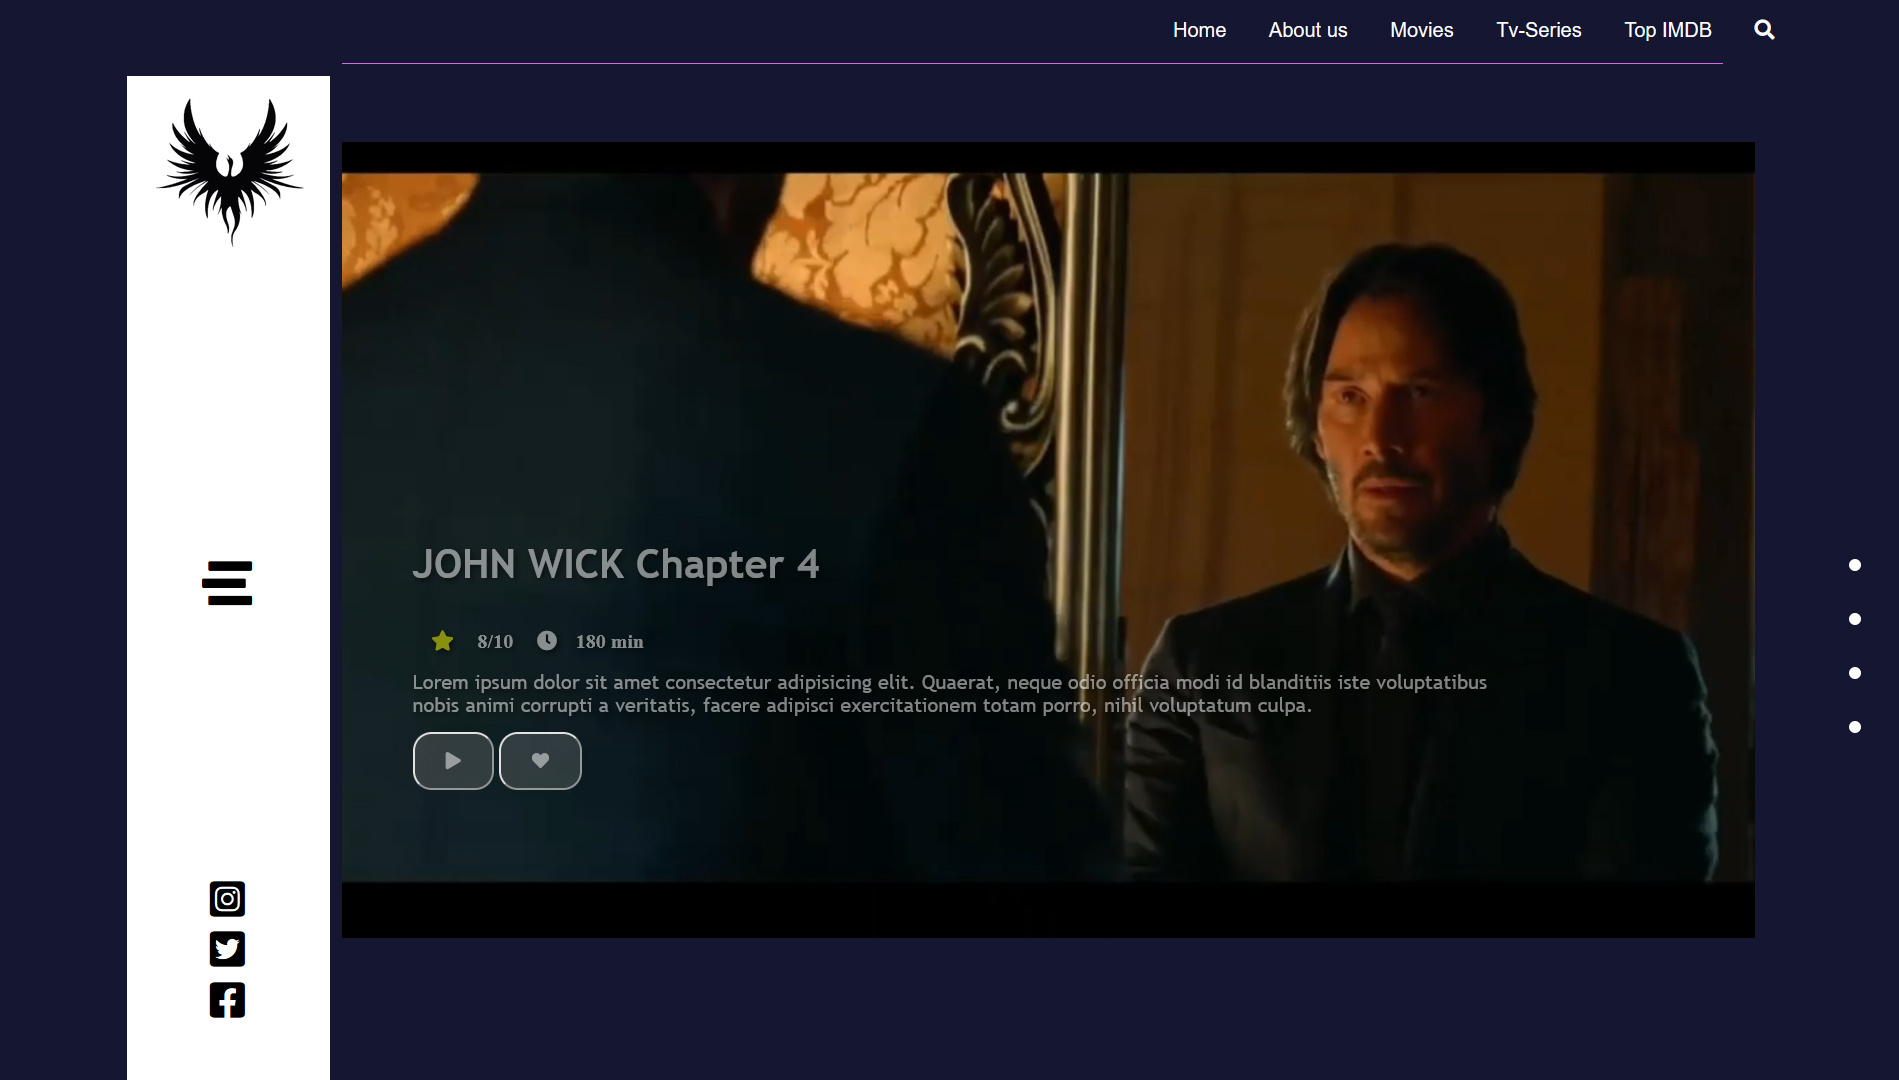 Home About us Movies Tv-Series Top IMDB
JOHN WICK Chapter 4
8/10 180 min
Lorem ipsum dolor sit amet consectetur adipisicing elit. Quaerat, neque odio officia modi id blanditiis iste voluptatibus
nobis animi corrupti a veritatis, facere adipisci exercitationem totam porro, nihil voluptatum culpa.